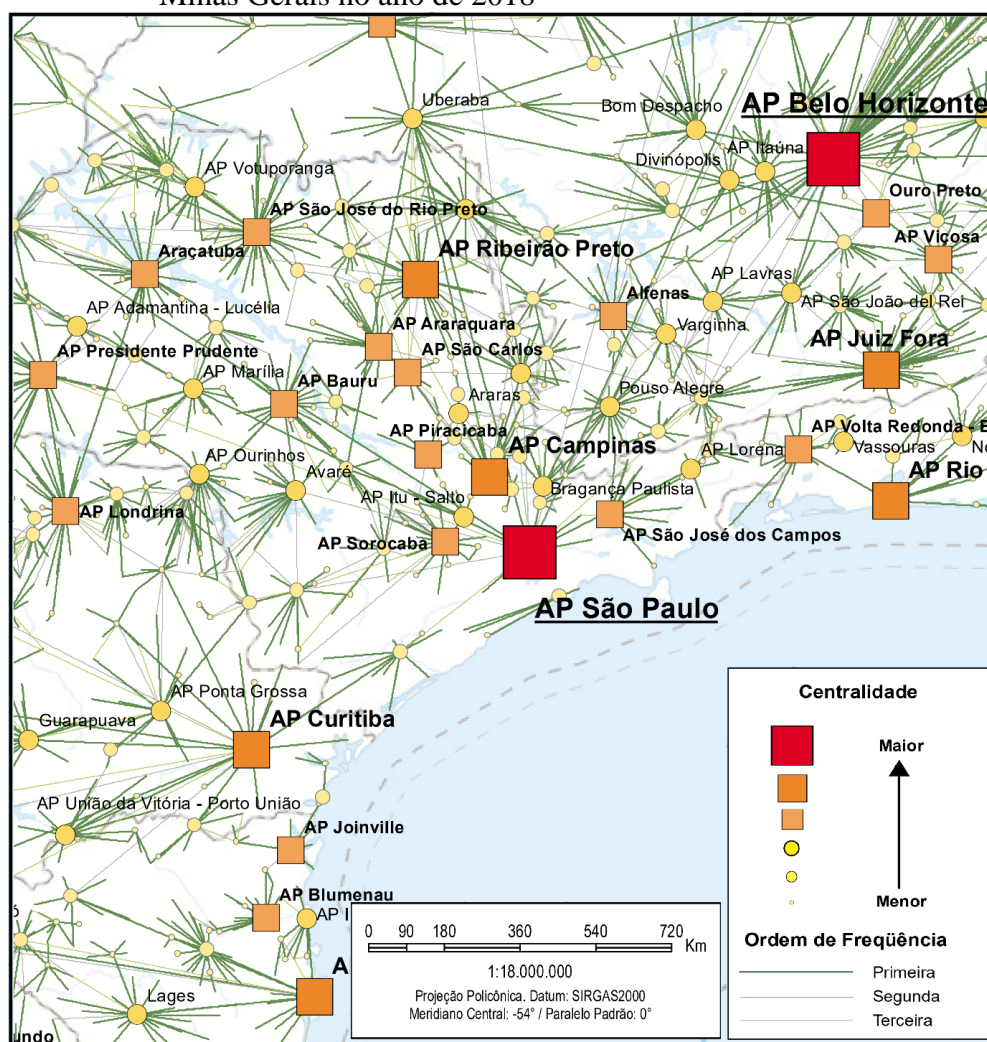 Minas Gerais no ano de 2018
Uberaba
Bom Despacho
AP Belo Horizonte
AP Votuporanga
Divinópolis
AP Itaúna
Ouro Preto
AP São José do Rio Preto
AP Viçosa
Araçatuba
AP Ribeirão Preto
AP Lavras
AP Adamantina - Lucélia
Alfenas
AP São João del Rei
AP Araraquara
Varginha
AP Juiz Fora
AP Presidente Prudente
AP São Carlos
AP Marília
AP Bauru
Araras
Pouso Alegre
AP Piracicaba
AP Campinas
AP Volta Redonda - B
AP Ourinhos
AP Lorena
Vassouras
No
Avaré
AP Rio
AP Itu - Salto
Bragança Paulista
AP Londrina
AP Sorocaba
AP São José dos Campos
AP São Paulo
AP Ponta Grossa
Guarapuava
AP Curitiba
AP União da Vitória - Porto União
AP Joinville
AP Blumenau
AP I
A
Lages
undo
Centralidade
Maior
Menor
Ordem de Freqüência
Primeira
Segunda
Terceira
0 90 180 360 540 720
Km
1:18.000.000
Projeção Policônica. Datum: SIRGAS2000
Meridiano Central: -54° / Paralelo Padrão: 0°